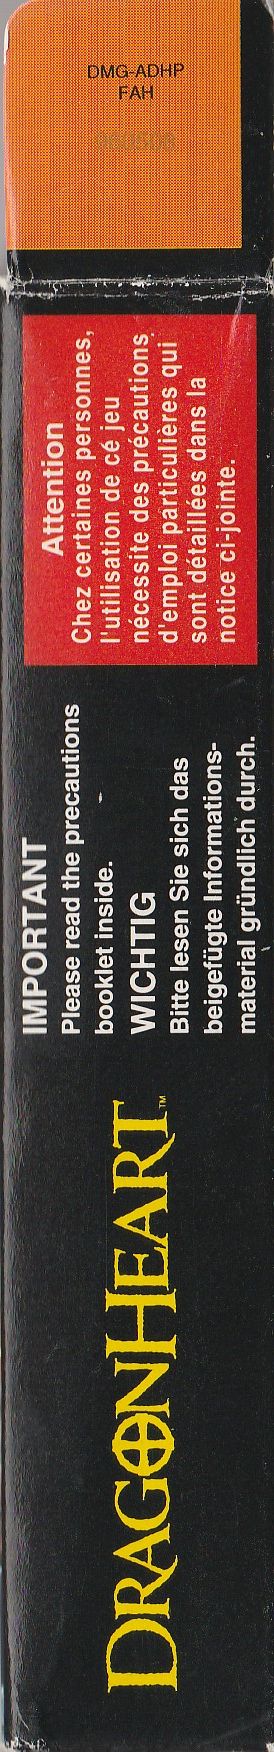 DMG-ADHP
FAH
Attention
Chez certaines personnes,
l'utilisation de cé jeu
nécessite des précautions
d'emploi particulières qui
sont détaillées dans la
notice ci-jointe.
IMPORTANT
Please read the precautions
booklet inside.
WICHTIG
Bitte lesen Sie sich das
beigefügte Informations-
material gründlich durch.
DRAGONHEART™